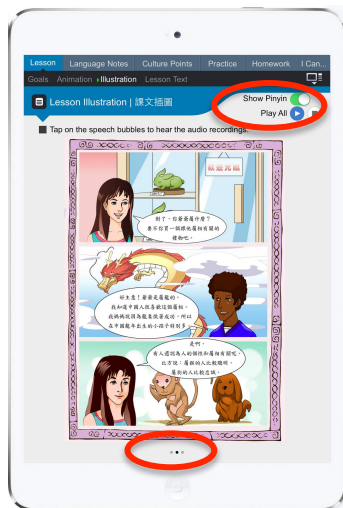 Lesson Language Notes Culture Points Practice Homework I Can...
Goals Animation Illustration Lesson Text
Lesson Illustration | 課文插圖
Show Pinyin
Play All
Tap on the speech bubbles to hear the audio recordings.
歡迎光臨
對了,你爺爺屬什麼?
要不你買一個跟他屬相有關的
禮物吧。
好主意!爺爺是屬龍的。
我知道中國人很喜歡這個屬相。
我媽媽說因為龍象徵著成功,所以
在中國龍年出生的小孩子特別多。
是啊,
有人還認為人的個性和屬相有關呢。
比方說,屬猴的人比較聰明,
屬狗的人比較忠誠。